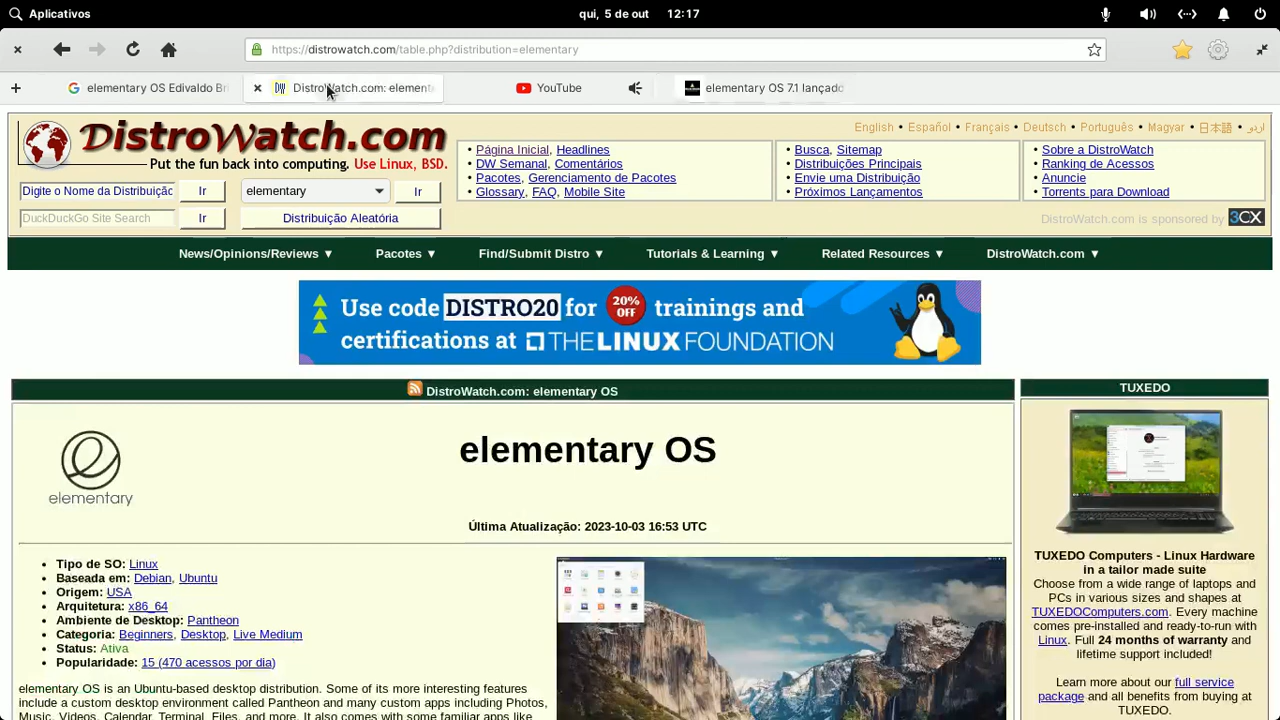 Aplicativos
qui, 5 de out 12:17
https://distrowatch.com/table.php?distribution=elementary
elementary OS Edivaldo Br
DistroWatch.com: element
YouTube
elementary OS 7.1 lançado
DistroWatch.com
Put the fun back into computing. Use Linux, BSD.
English • Español • Français • Deutsch • Português • Magyar • 日本語 • اردو
• Página Inicial, Headlines
• DW Semanal, Comentários
• Pacotes, Gerenciamento de Pacotes
• Glossary, FAQ, Mobile Site
• Busca, Sitemap
• Distribuições Principais
• Envie uma Distribuição
• Próximos Lançamentos
• Sobre a DistroWatch
• Ranking de Acessos
• Anuncie
• Torrents para Download
Digite o Nome da Distribuição Ir elementary Ir
DuckDuckGo Site Search Ir Distribuição Aleatória
DistroWatch.com is sponsored by 3CX
News/Opinions/Reviews ▼ Pacotes ▼ Find/Submit Distro ▼ Tutorials & Learning ▼ Related Resources ▼ DistroWatch.com ▼
Use code DISTRO20 for 20% OFF trainings and
certifications at THE LINUX FOUNDATION
DistroWatch.com: elementary OS
elementary
elementary OS
Última Atualização: 2023-10-03 16:53 UTC
• Tipo de SO: Linux
• Baseada em: Debian, Ubuntu
• Origem: USA
• Arquitetura: x86_64
• Ambiente de Desktop: Pantheon
• Categoria: Beginners, Desktop, Live Medium
• Status: Ativa
• Popularidade: 15 (470 acessos por dia)
elementary OS is an Ubuntu-based desktop distribution. Some of its more interesting features
include a custom desktop environment called Pantheon and many custom apps including Photos,
Music, Videos, Calendar, Terminal, Files, and more. It also comes with some familiar apps like
TUXEDO
TUXEDO Computers - Linux Hardware
in a tailor made suite
Choose from a wide range of laptops and
PCs in various sizes and shapes at
TUXEDOComputers.com. Every machine
comes pre-installed and ready-to-run with
Linux. Full 24 months of warranty and
lifetime support included!
Learn more about our full service
package and all benefits from buying at
TUXEDO.